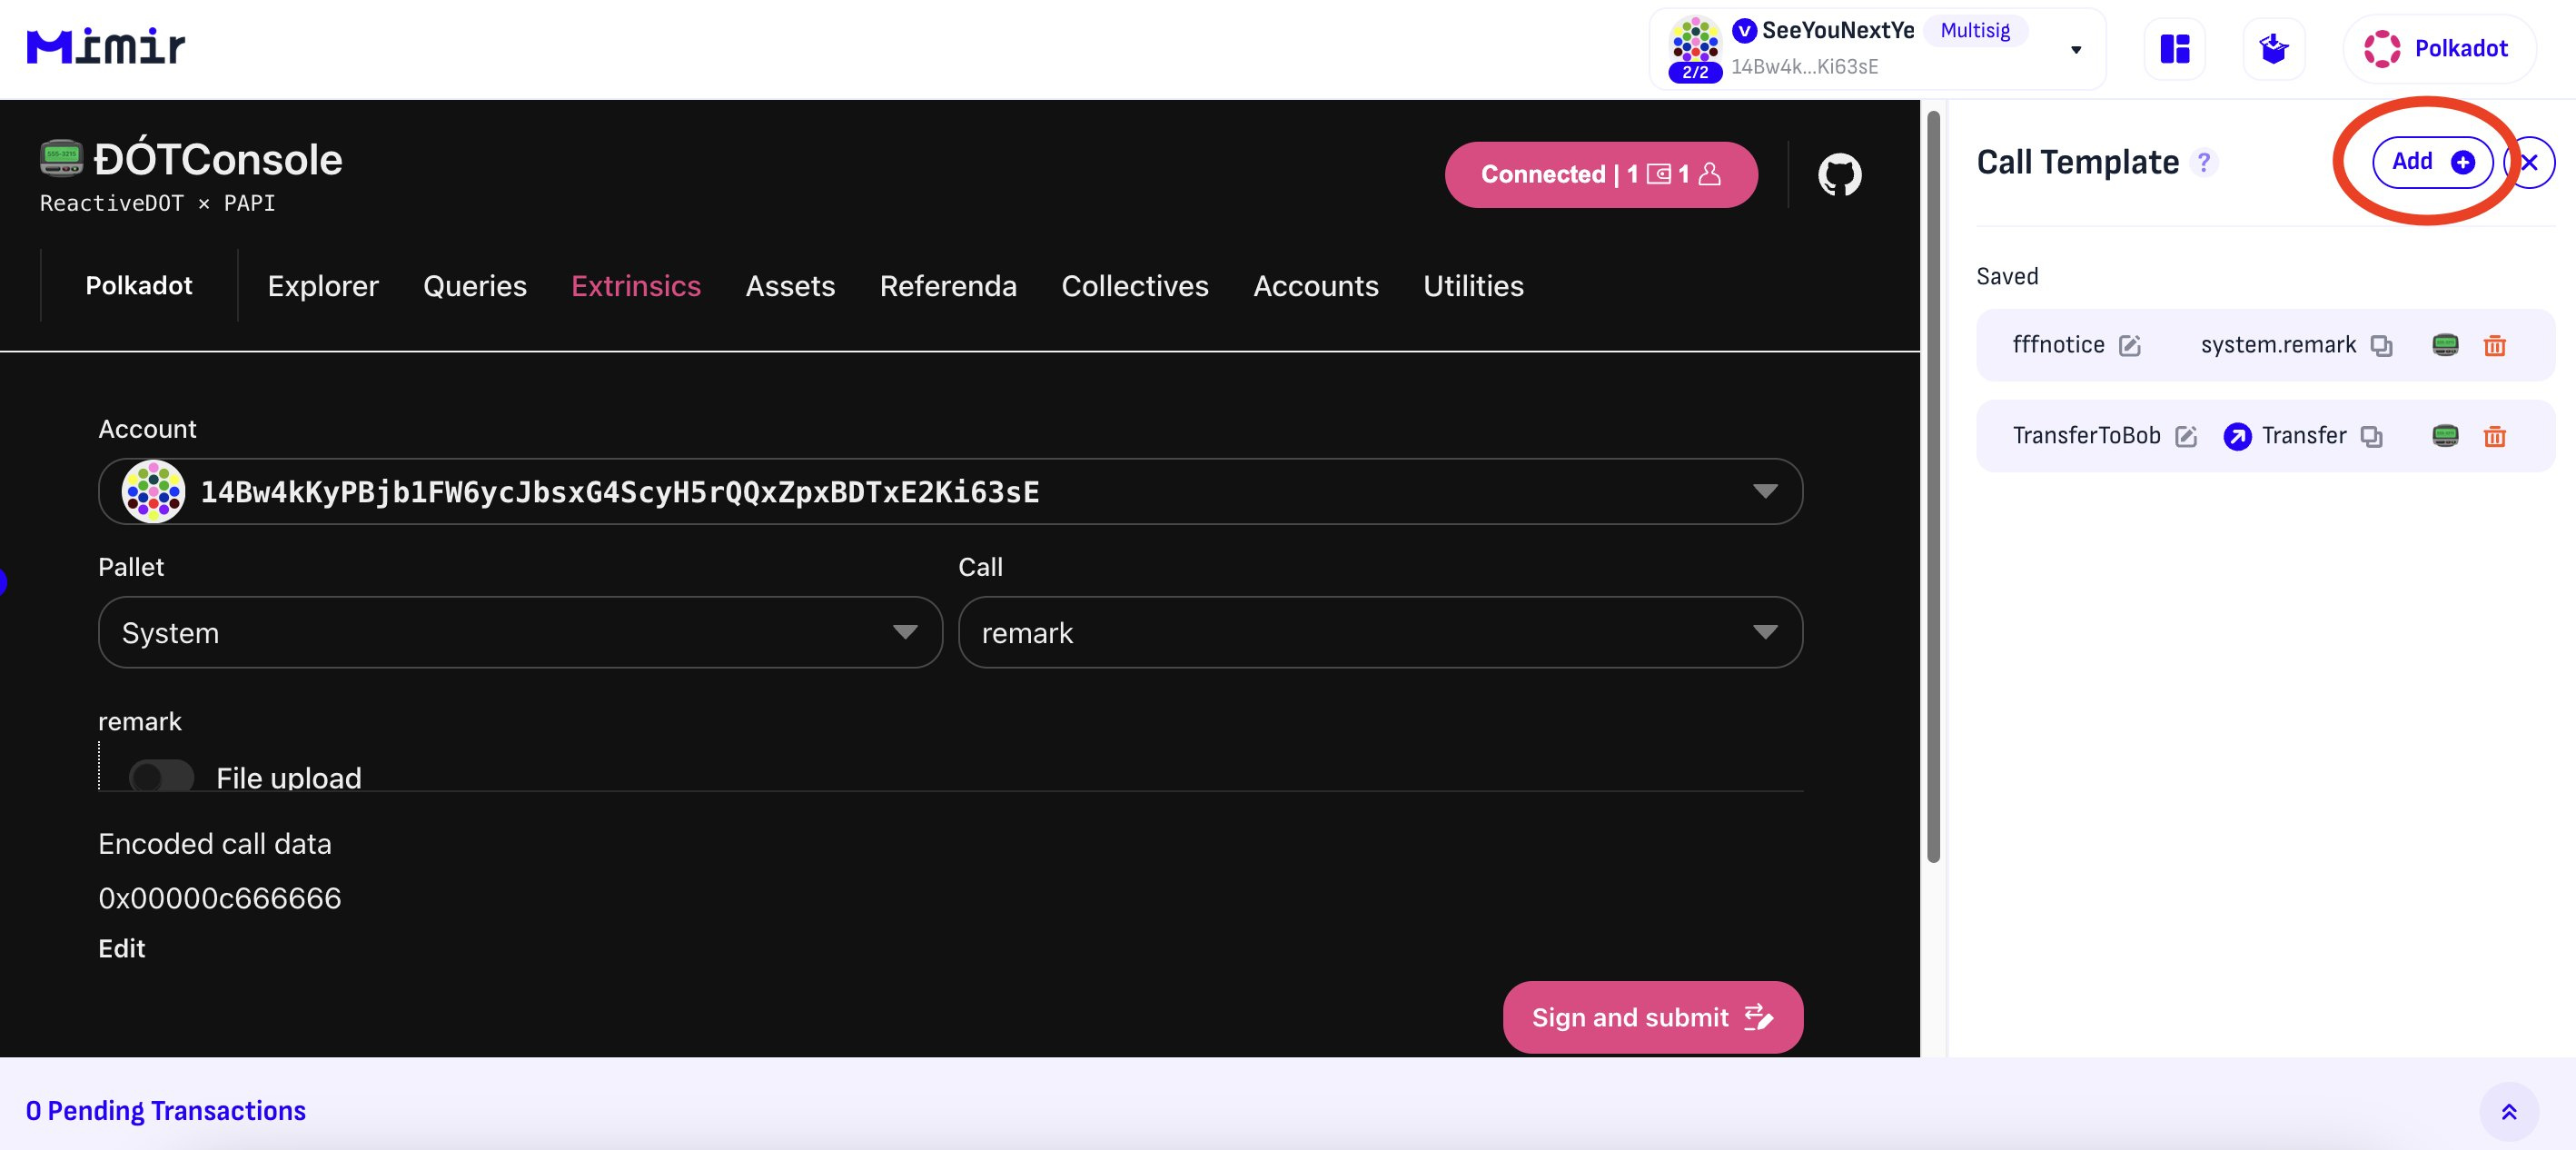 Mimir
SeeYouNextYe Multisig
2/2 14Bw4k...Ki63sE
Polkadot
ĐÓTConsole
ReactiveDOT × PAPI
Connected | 1 1
Polkadot Explorer Queries Extrinsics Assets Referenda Collectives Accounts Utilities
Account
14Bw4kKyPBjb1FW6ycJbsxG4ScyH5rQQxZpxBDTxE2Ki63sE
Pallet Call
System remark
remark
File upload
Encoded call data
0x00000c666666
Edit
Sign and submit
Call Template ? Add
Saved
fffnotice system.remark
TransferToBob Transfer
0 Pending Transactions